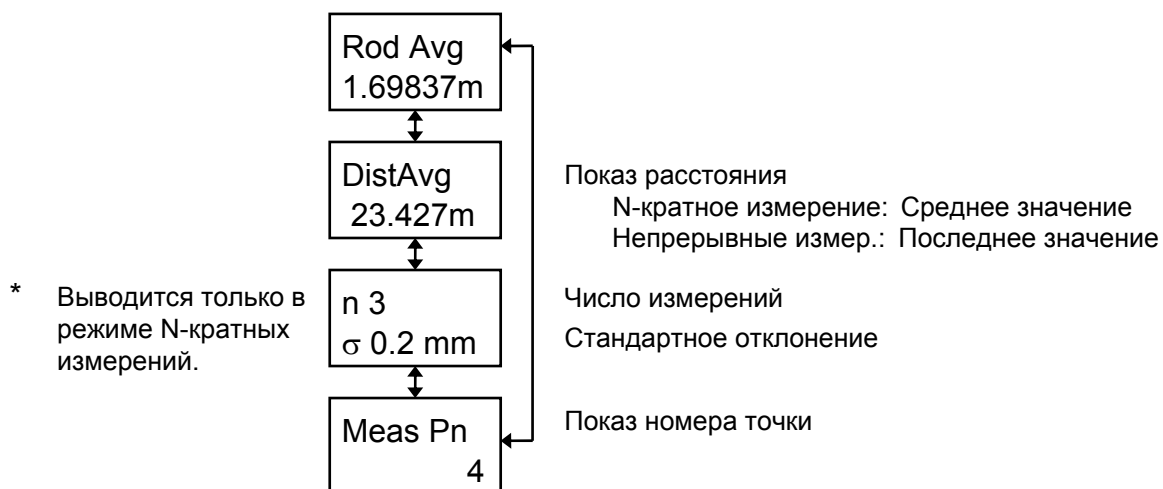 Rod Avg
1.69837m
DistAvg
23.427m
Показ расстояния
N-кратное измерение: Среднее значение
Непрерывные измер.: Последнее значение
* Выводится только в
режиме N-кратных
измерений.
n 3
σ 0.2 mm
Число измерений
Стандартное отклонение
Meas Pn
4
Показ номера точки